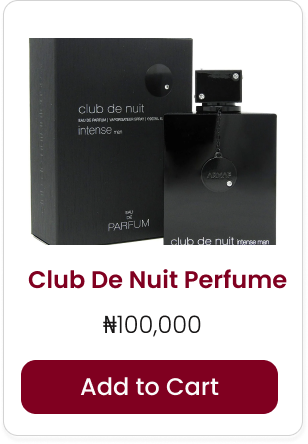 club de nuit
intense man
EAU
DE
PARFUM
ARMAF
club de nuit intense man
Club De Nuit Perfume
₦100,000
Add to Cart